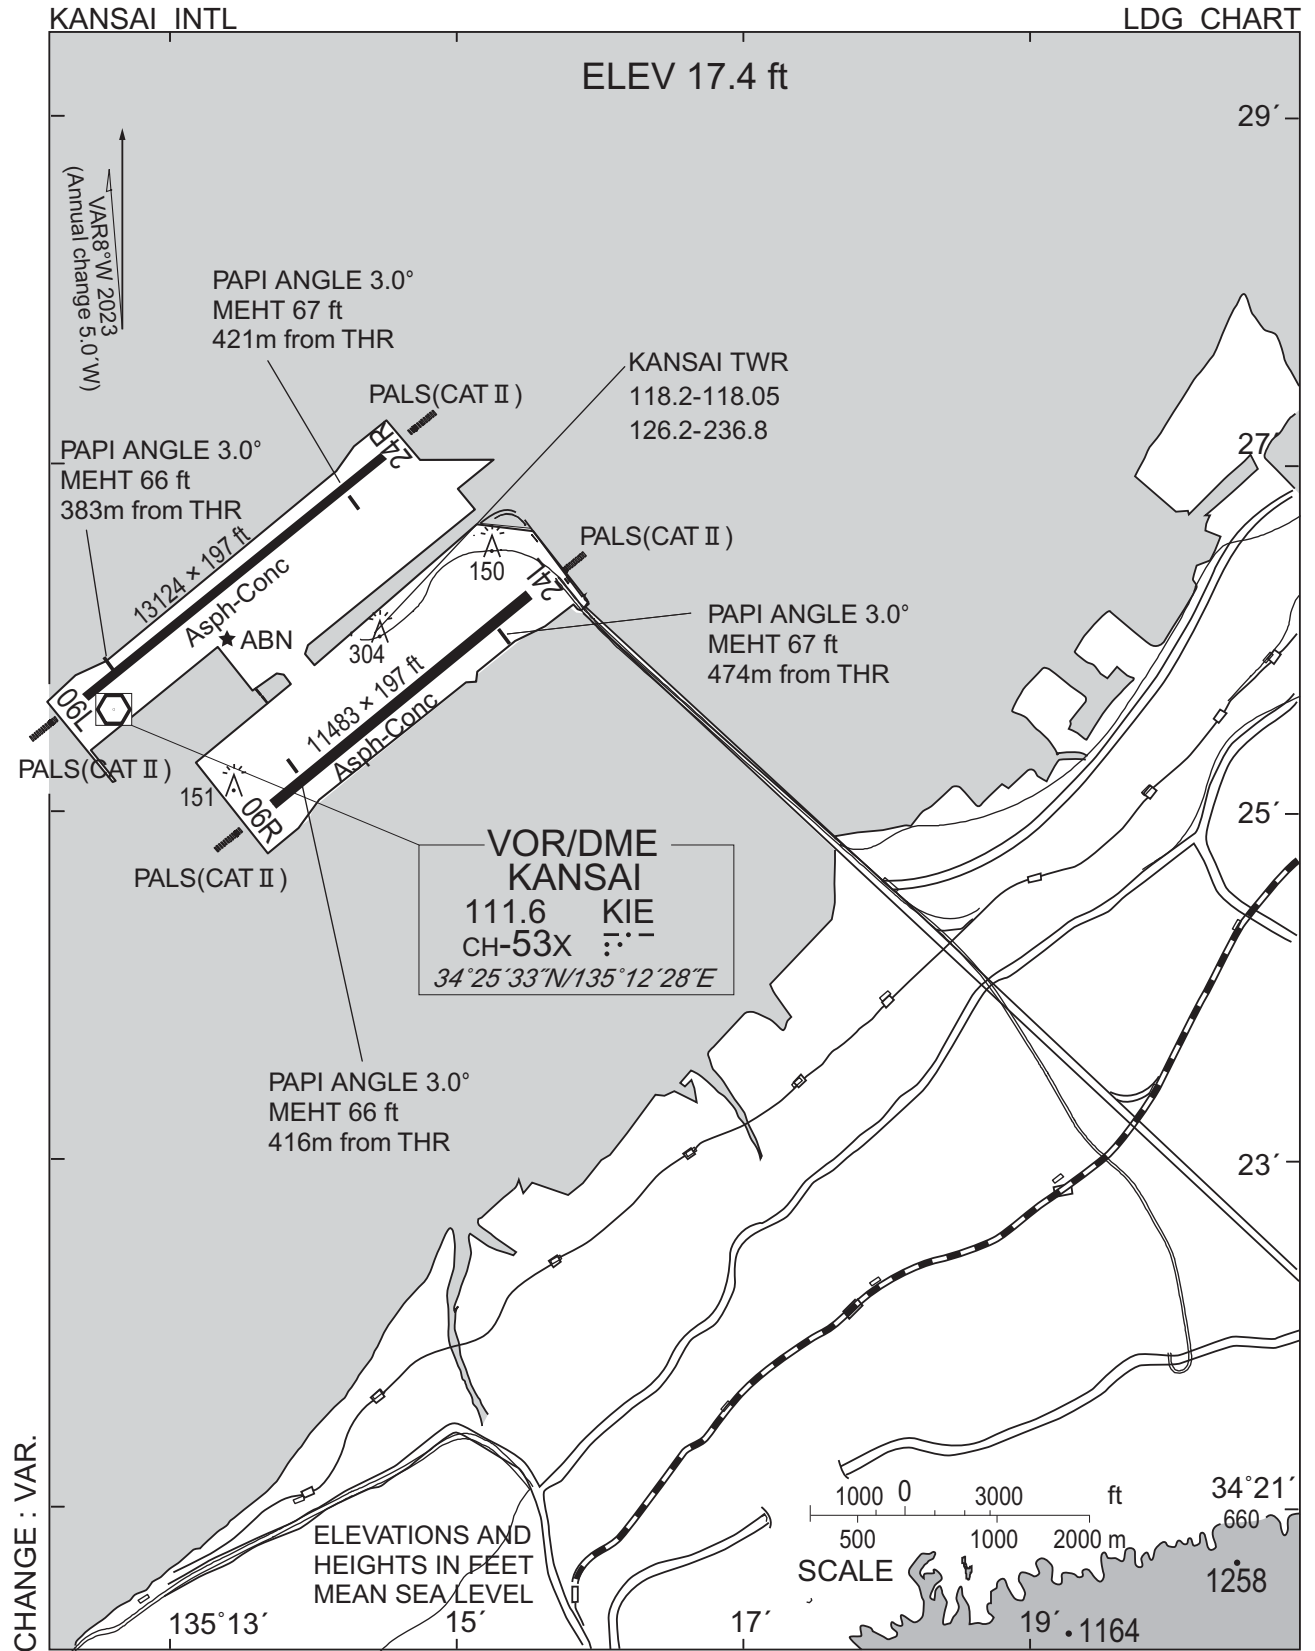 KANSAI INTL
LDG CHART
ELEV 17.4 ft
29´
VAR8°W 2023
(Annual change 5.0´W)
PAPI ANGLE 3.0°
MEHT 67 ft
421m from THR
KANSAI TWR
118.2-118.05
126.2-236.8
PALS(CAT Ⅱ)
24R
27´
PAPI ANGLE 3.0°
MEHT 66 ft
383m from THR
PALS(CAT Ⅱ)
150
24L
13124 × 197 ft
Asph-Conc
ABN
304
PAPI ANGLE 3.0°
MEHT 67 ft
474m from THR
06L
11483 × 197 ft
Asph-Conc
PALS(CAT Ⅱ)
151
06R
25´
PALS(CAT Ⅱ)
VOR/DME
KANSAI
111.6 KIE
CH-53X
34°25´33˝N/135°12´28˝E
PAPI ANGLE 3.0°
MEHT 66 ft
416m from THR
23´
CHANGE : VAR.
1000 0 3000 ft
500 1000 2000 m
SCALE
34°21´
660
1258
ELEVATIONS AND
HEIGHTS IN FEET
MEAN SEA LEVEL
135°13´
15´
17´
19´
1164